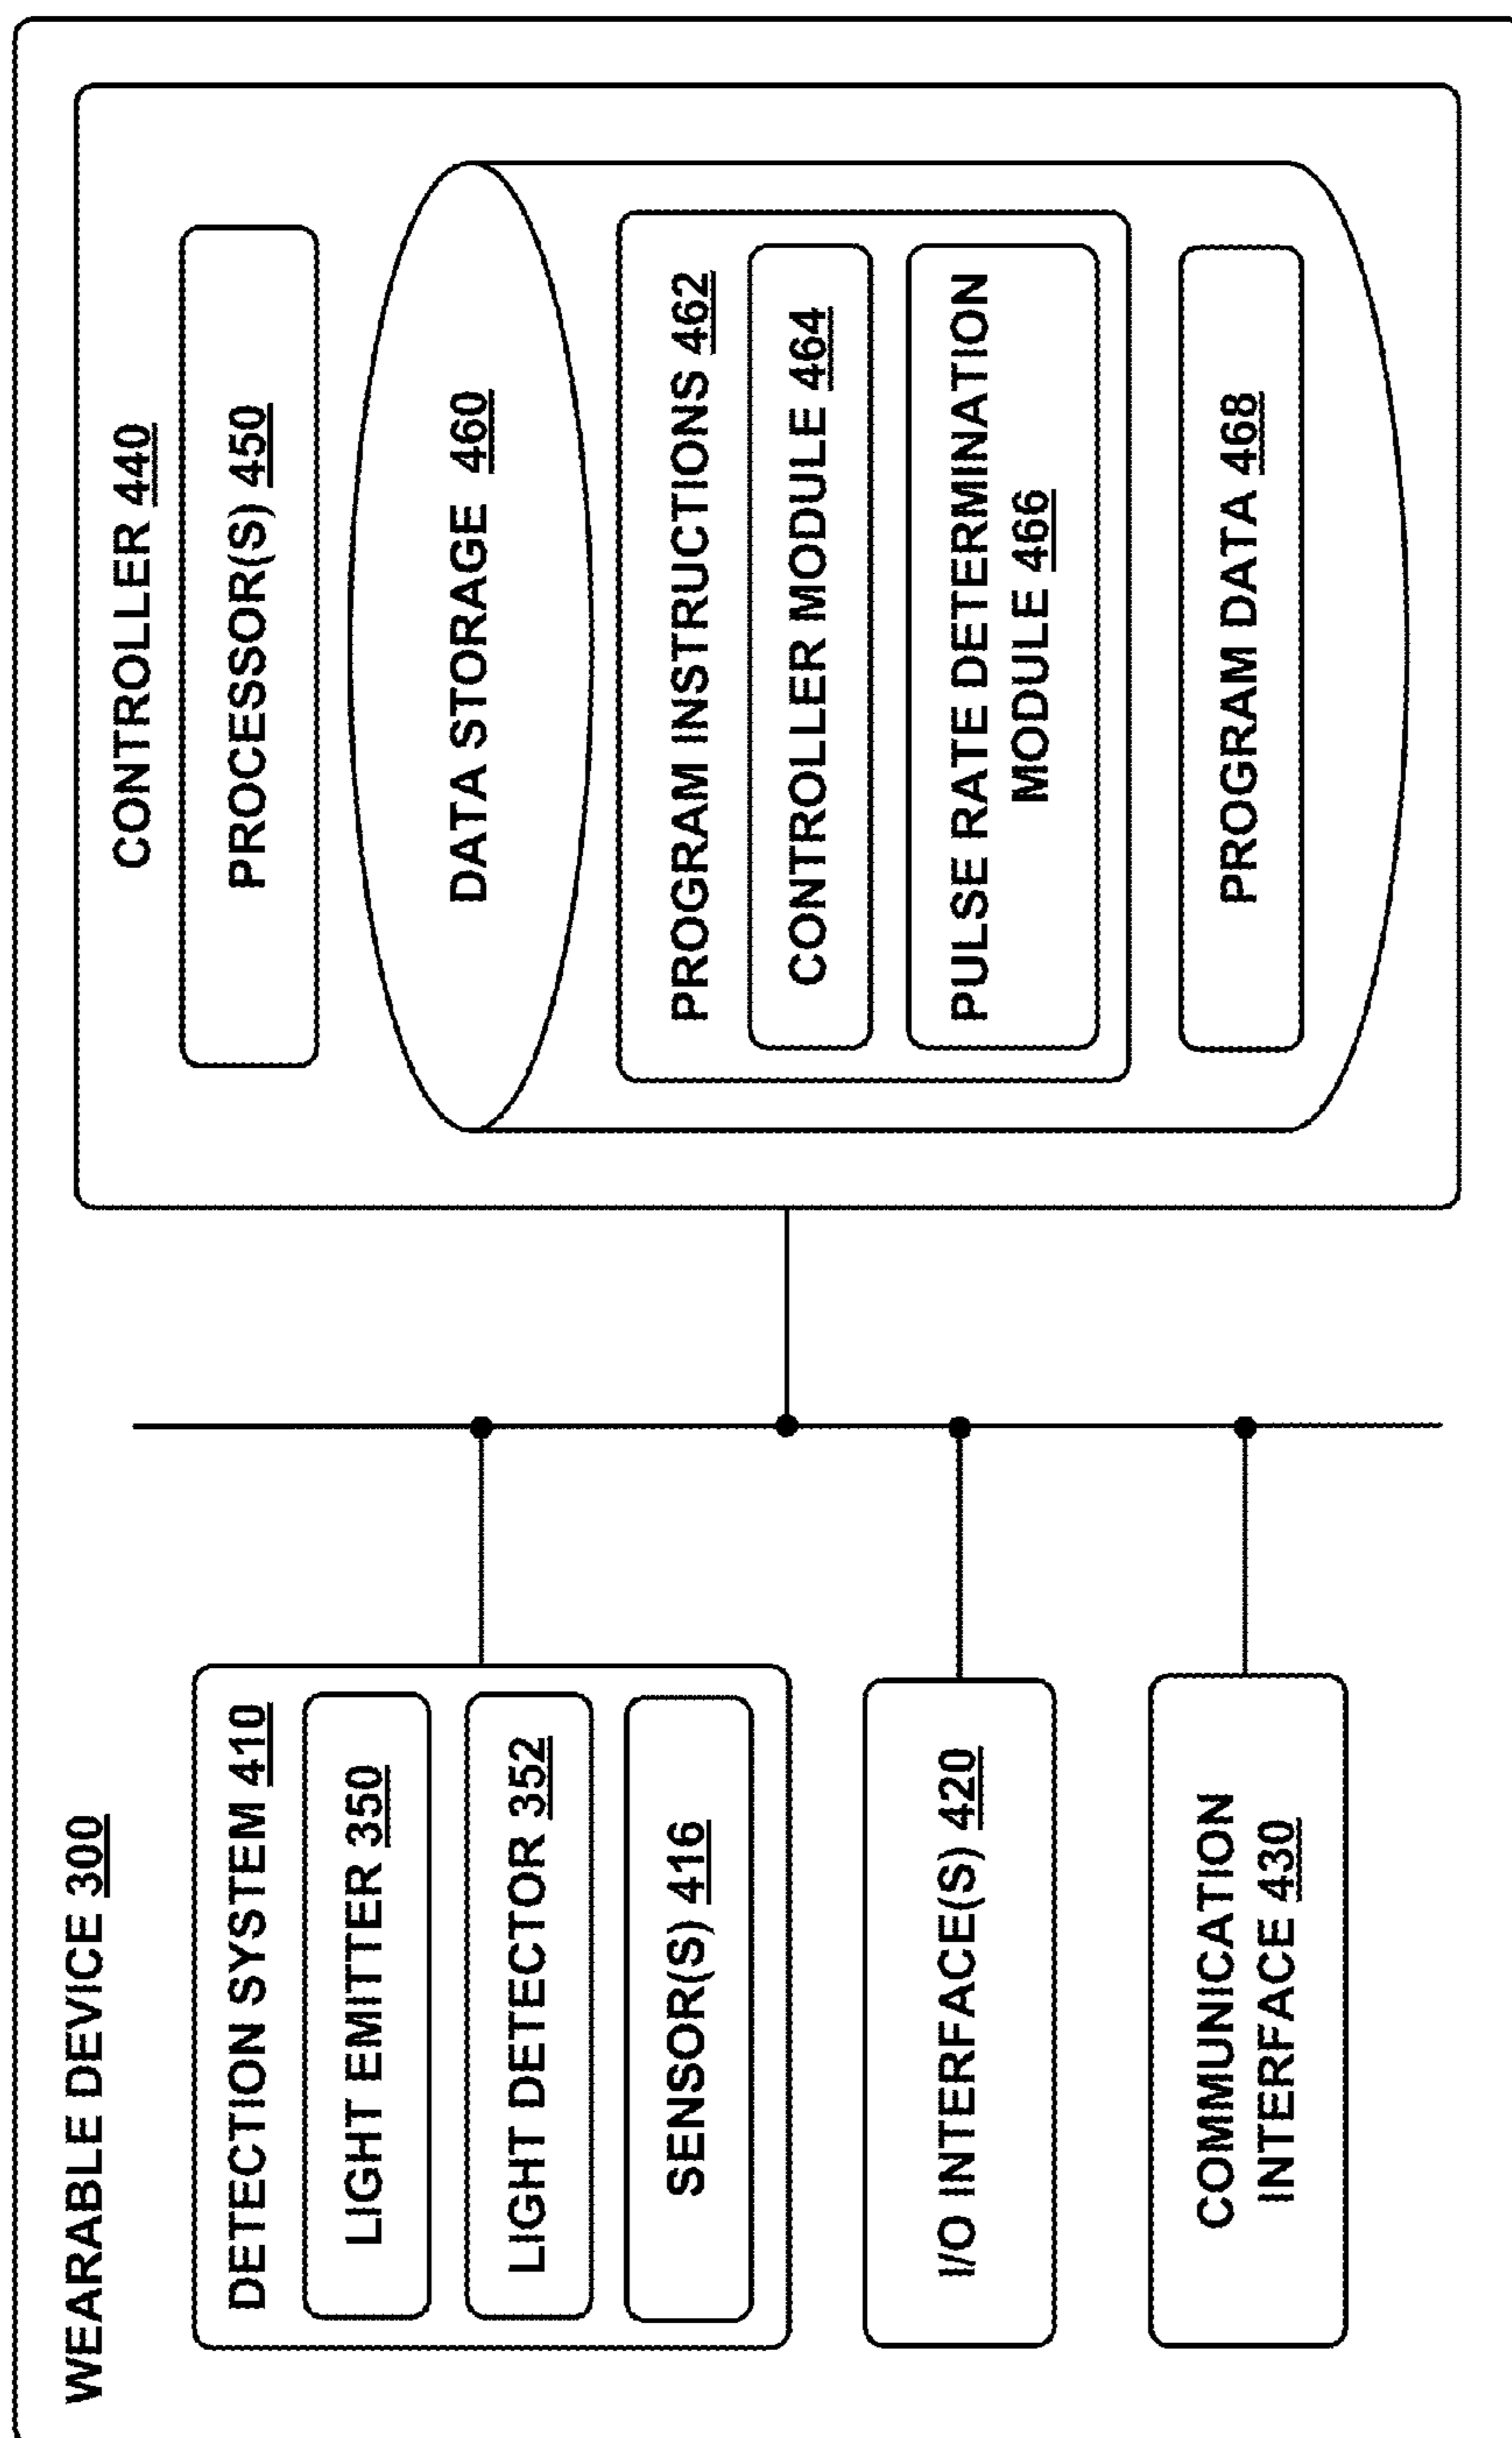 WEARABLE DEVICE 300
DETECTION SYSTEM 410
LIGHT EMITTER 350
LIGHT DETECTOR 352
SENSOR(S) 416
I/O INTERFACE(S) 420
COMMUNICATION
INTERFACE 430
CONTROLLER 440
PROCESSOR(S) 450
DATA STORAGE 460
PROGRAM INSTRUCTIONS 462
CONTROLLER MODULE 464
PULSE RATE DETERMINATION
MODULE 466
PROGRAM DATA 468